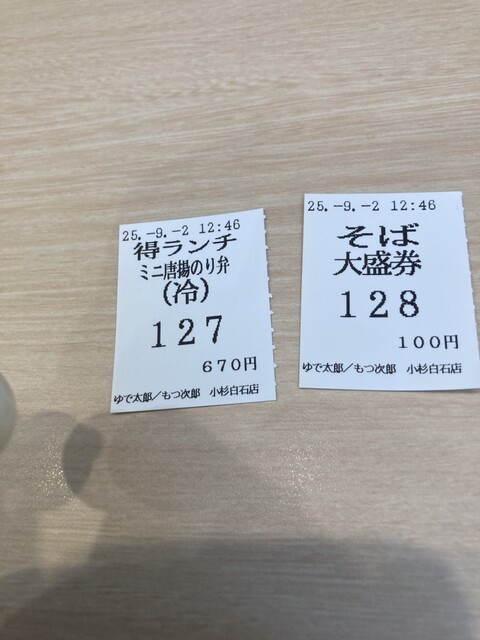 25.-9.-2 12:46
得ランチ
ミニ唐揚のり弁
(冷)
127
670円
ゆで太郎/もつ次郎 小杉白石店
25.-9.-2 12:46
そば
大盛券
128
100円
ゆで太郎/もつ次郎 小杉白石店